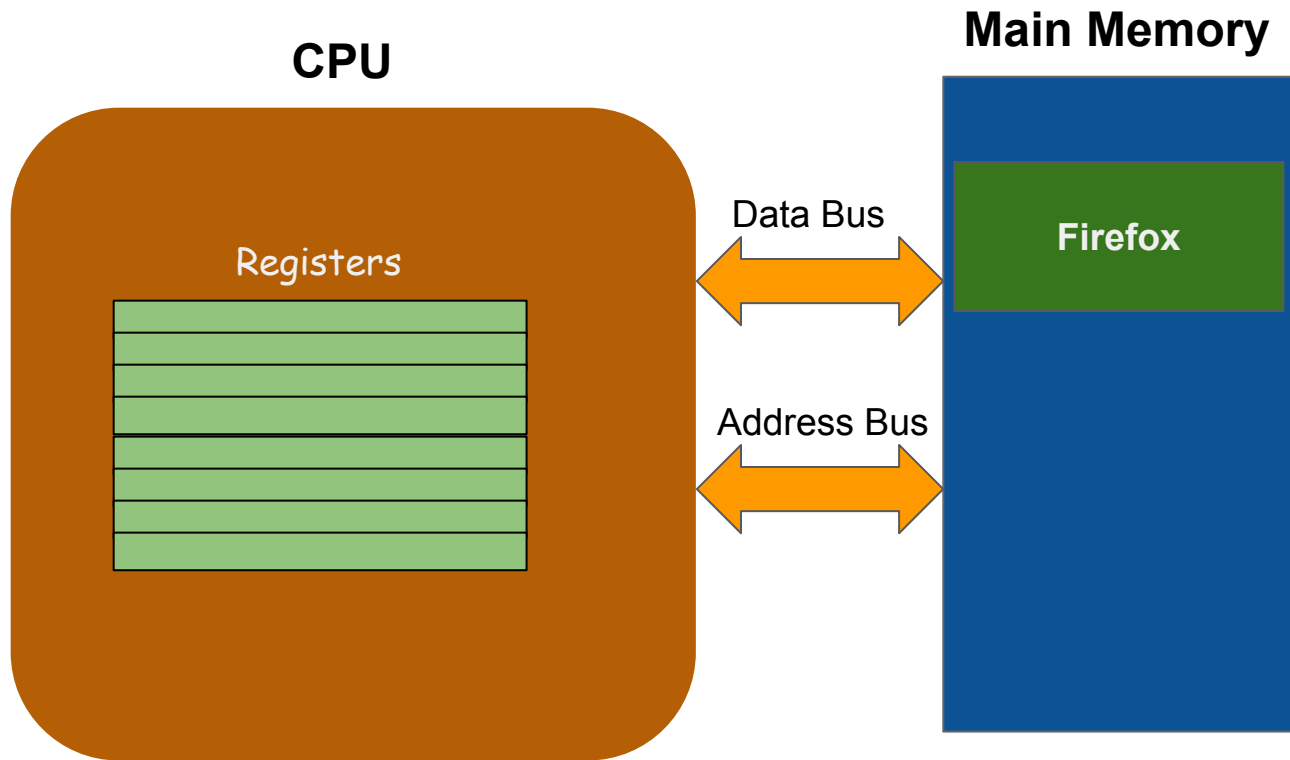 CPU
Main Memory
Registers
Data Bus
Firefox
Address Bus